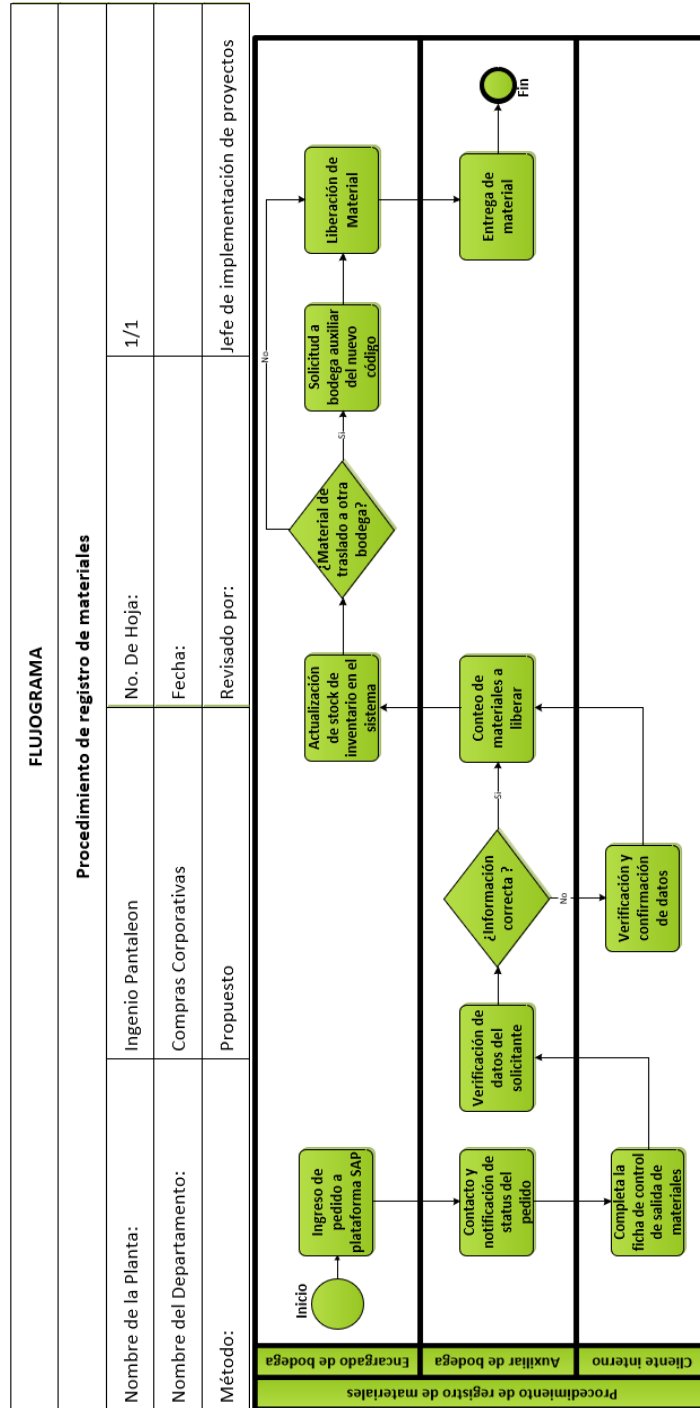 FLUJOGRAMA
Procedimiento de registro de materiales
Nombre de la Planta:
Ingenio Pantaleon
No. De Hoja:
1/1
Nombre del Departamento:
Compras Corporativas
Fecha:
Método:
Propuesto
Revisado por:
Jefe de implementación de proyectos
Procedimiento de registro de materiales
Encargado de bodega
Inicio
Ingreso de
pedido a
plataforma SAP
Actualización
de stock de
inventario en el
sistema
¿Material de
traslado a otra
bodega?
Si
No
Solicitud a
bodega auxiliar
del nuevo
código
Liberación de
Material
Auxiliar de bodega
Contacto y
notificación de
status del
pedido
Verificación de
datos del
solicitante
¿Información
correcta ?
Si
No
Conteo de
materiales a
liberar
Entrega de
material
Fin
Cliente interno
Completa la
ficha de control
de salida de
materiales
Verificación y
confirmación
de datos